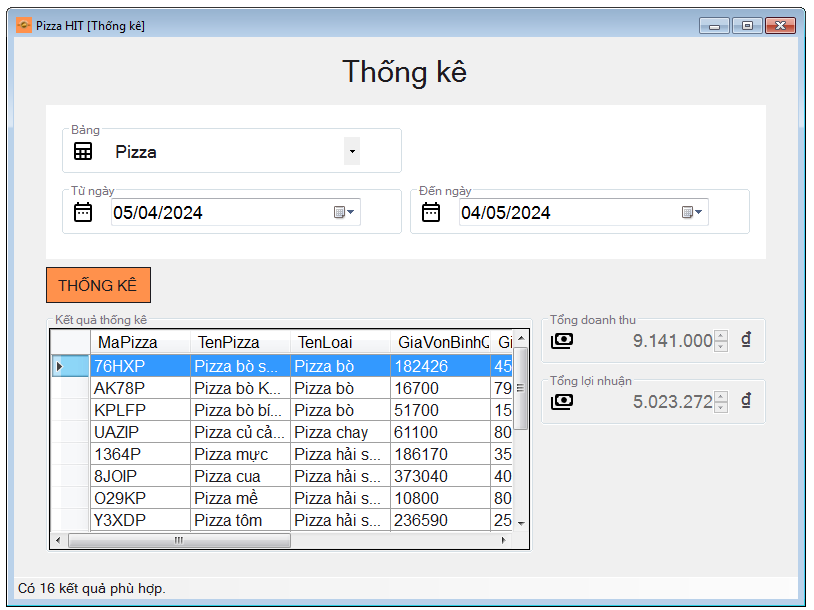 Pizza HIT [Thống kê]
Thống kê
Bảng
Pizza
Từ ngày
05/04/2024
Đến ngày
04/05/2024
THỐNG KÊ
Kết quả thống kê
MaPizza TenPizza TenLoai GiaVonBinhQ Gi
76HXP Pizza bò s... Pizza bò 182426 45
AK78P Pizza bò K... Pizza bò 16700 79
KPLFP Pizza bò bí... Pizza bò 51700 15
UAZIP Pizza củ cả... Pizza chay 61100 80
1364P Pizza mực Pizza hải s... 186170 35
8JOIP Pizza cua Pizza hải s... 373040 40
O29KP Pizza mề Pizza hải s... 10800 80
Y3XDP Pizza tôm Pizza hải s... 236590 25
Tổng doanh thu
9.141.000 ₫
Tổng lợi nhuận
5.023.272 ₫
Có 16 kết quả phù hợp.